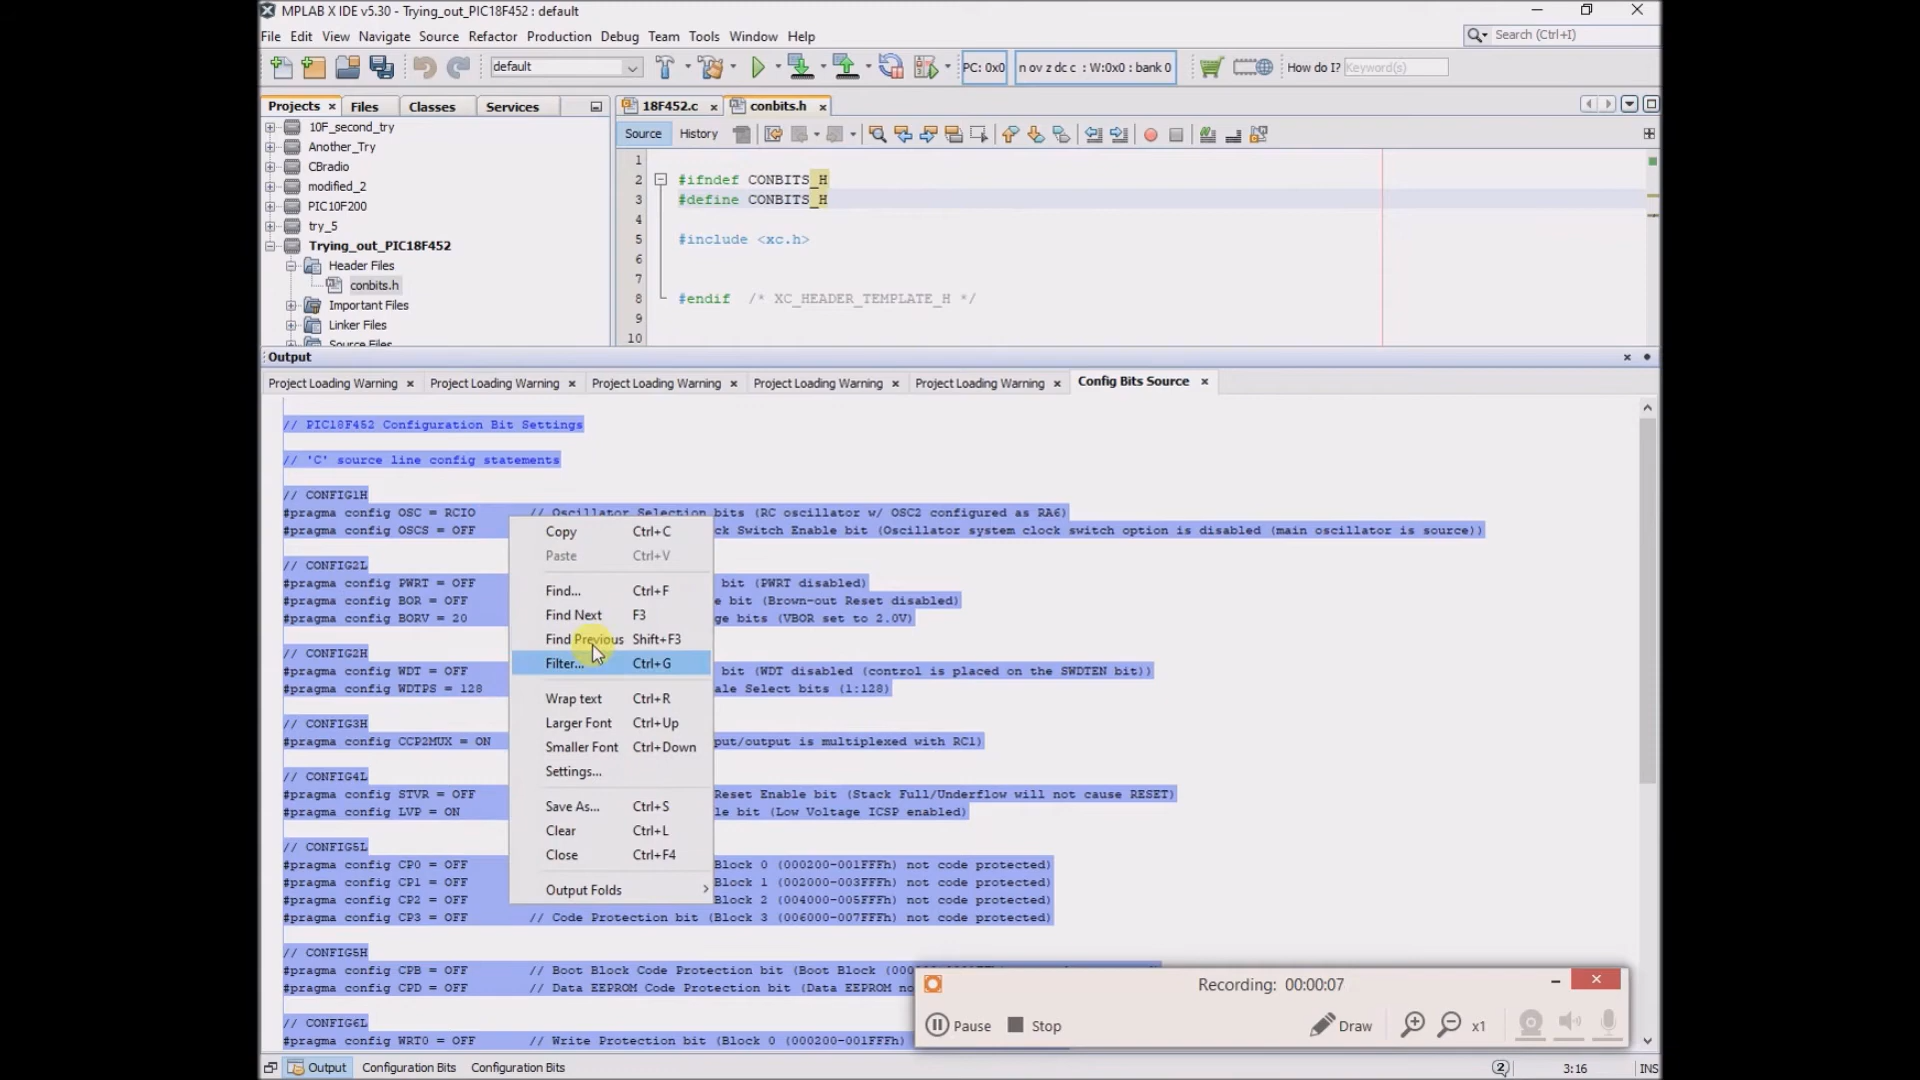 MPLAB X IDE v5.30 - Trying_out_PIC18F452 : default
File Edit View Navigate Source Refactor Production Debug Team Tools Window Help
Search (Ctrl+I)
default
PC: 0x0
n ov z dc c : W:0x0 : bank 0
How do I? Keyword(s)
Projects × Files Classes Services
18F452.c × conbits.h ×
Source History
10F_second_try
Another_Try
CBradio
modified_2
PIC10F200
try_5
Trying_out_PIC18F452
Header Files
conbits.h
Important Files
Linker Files
Source Files
1
2 #ifndef CONBITS_H
3 #define CONBITS_H
4
5 #include <xc.h>
6
7
8 #endif /* XC_HEADER_TEMPLATE_H */
9
10
Output
Project Loading Warning × Project Loading Warning × Project Loading Warning × Project Loading Warning × Project Loading Warning × Config Bits Source ×
// PIC18F452 Configuration Bit Settings
// 'C' source line config statements
// CONFIG1H
#pragma config OSC = RCIO // Oscillator Selection bits (RC oscillator w/ OSC2 configured as RA6)
#pragma config OSCS = OFF ck Switch Enable bit (Oscillator system clock switch option is disabled (main oscillator is source))
// CONFIG2L
#pragma config PWRT = OFF bit (PWRT disabled)
#pragma config BOR = OFF e bit (Brown-out Reset disabled)
#pragma config BORV = 20 ge bits (VBOR set to 2.0V)
// CONFIG2H
#pragma config WDT = OFF bit (WDT disabled (control is placed on the SWDTEN bit))
#pragma config WDTPS = 128 ale Select bits (1:128)
// CONFIG3H
#pragma config CCP2MUX = ON put/output is multiplexed with RC1)
// CONFIG4L
#pragma config STVR = OFF Reset Enable bit (Stack Full/Underflow will not cause RESET)
#pragma config LVP = ON le bit (Low Voltage ICSP enabled)
// CONFIG5L
#pragma config CP0 = OFF Block 0 (000200-001FFFh) not code protected)
#pragma config CP1 = OFF Block 1 (002000-003FFFh) not code protected)
#pragma config CP2 = OFF Block 2 (004000-005FFFh) not code protected)
#pragma config CP3 = OFF // Code Protection bit (Block 3 (006000-007FFFh) not code protected)
// CONFIG5H
#pragma config CPB = OFF // Boot Block Code Protection bit (Boot Block
#pragma config CPD = OFF // Data EEPROM Code Protection bit (Data EEPROM
// CONFIG6L
#pragma config WRT0 = OFF // Write Protection bit (Block 0 (000200-001FFFh)
Copy Ctrl+C
Paste Ctrl+V
Find... Ctrl+F
Find Next F3
Find Previous Shift+F3
Filter... Ctrl+G
Wrap text Ctrl+R
Larger Font Ctrl+Up
Smaller Font Ctrl+Down
Settings...
Save As... Ctrl+S
Clear Ctrl+L
Close Ctrl+F4
Output Folds
Recording: 00:00:07
Pause Stop Draw x1
Output Configuration Bits Configuration Bits
2 3:16 INS